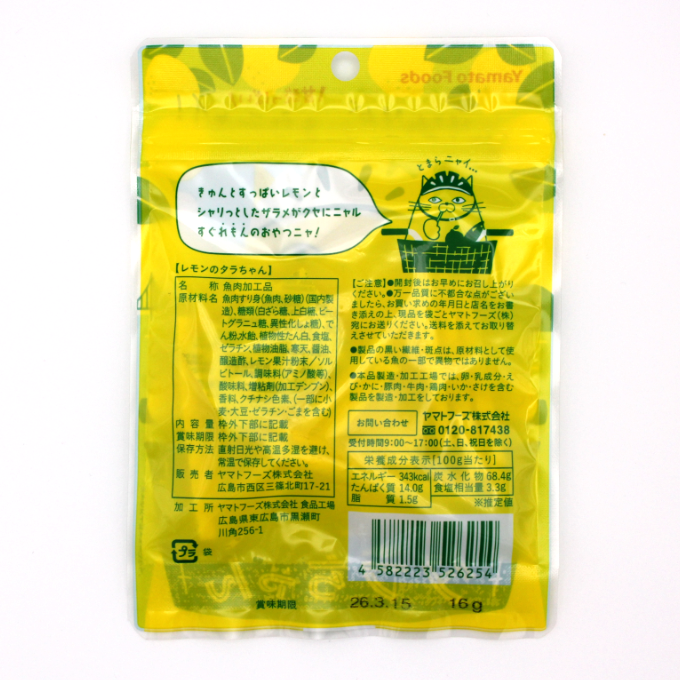 Yamato Foods
とまらニャイ…
きゅんとすっぱいレモンと
シャリっとしたザラメがクセにニャル
すぐれもんのおやつニャ!
【レモンのタラちゃん】
名 称 魚肉加工品
原材料名 魚肉すり身(魚肉、砂糖)(国内製
造)、糖類(白ざら糖、上白糖、ビー
トグラニュ糖、異性化しょ糖)、で
ん粉、水飴、植物性たん白、食塩、
ゼラチン、植物油脂、寒天、醤油、
醸造酢、レモン果汁粉末/ソルビ
トール、調味料(アミノ酸等)、
酸味料、増粘剤(加工デンプン)、
香料、クチナシ色素、(一部に小
麦・大豆・ゼラチン・ごまを含む)
内 容 量 枠外下部に記載
賞味期限 枠外下部に記載
保存方法 直射日光や高温多湿を避け、
常温で保存してください。
販 売 者 ヤマトフーズ株式会社
広島市西区三篠北町17-21
加 工 所 ヤマトフーズ株式会社 食品工場
広島県東広島市黒瀬町
川角256-1
プラ 袋
【ご注意】●開封後はお早めにお召し上がり
ください。●万一品質に不都合な点がござい
ましたら、お買い求めの年月日と店名をお書
き添えの上、現品を袋ごとヤマトフーズ(株)
宛にお送りください。送料を添えてお取り替
えさせていただきます。
●製品の黒い繊維・斑点は、原材料として使
用している魚の一部で異物ではありません。
●本品製造・加工工場では、卵・乳成分・え
び・かに・豚肉・牛肉・鶏肉・いか・さけを含む
製品を製造・加工をしております。
お問い合わせ ヤマトフーズ株式会社
0120-817438
受付時間9:00~17:00(土、日、祝日を除く)
栄養成分表示[100g当たり]
エネルギー 343kcal 炭水化物 68.4g
たんぱく質 14.0g 食塩相当量 3.3g
脂 質 1.5g ※推定値
4 582223 526254
賞味期限 26.3.15 16g